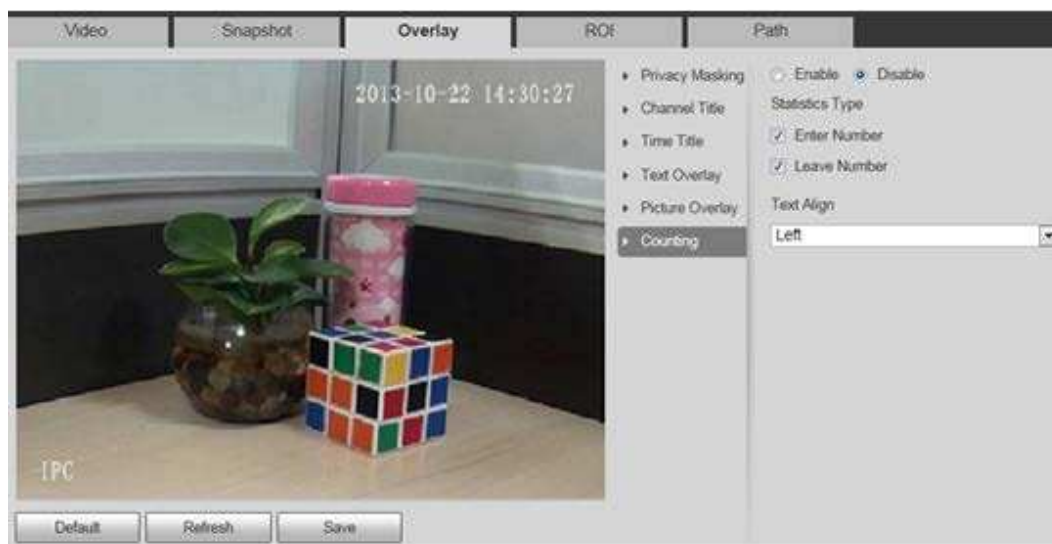 Video Snapshot Overlay ROI Path
2013-10-22 14:30:27
IPC
Privacy Masking
Channel Title
Time Title
Text Overlay
Picture Overlay
Counting
Enable Disable
Statistics Type
Enter Number
Leave Number
Text Align
Left
Default Refresh Save